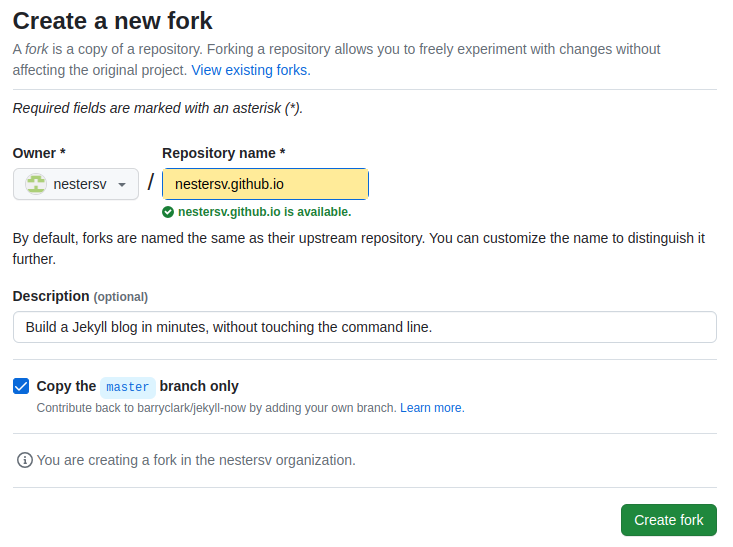 Create a new fork
A fork is a copy of a repository. Forking a repository allows you to freely experiment with changes without
affecting the original project. View existing forks.
Required fields are marked with an asterisk (*).
Owner * Repository name *
nestersv / nestersv.github.io
nestersv.github.io is available.
By default, forks are named the same as their upstream repository. You can customize the name to distinguish it
further.
Description (optional)
Build a Jekyll blog in minutes, without touching the command line.
Copy the master branch only
Contribute back to barryclark/jekyll-now by adding your own branch. Learn more.
You are creating a fork in the nestersv organization.
Create fork